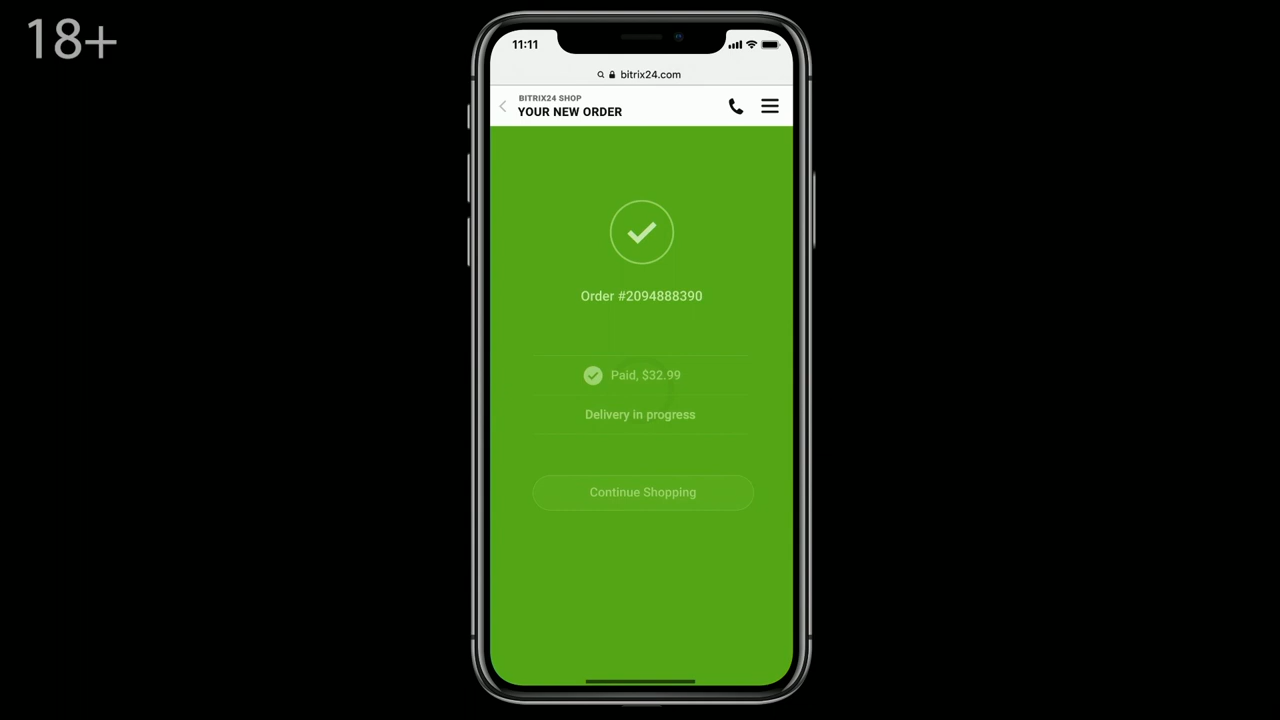 18+
11:11
bitrix24.com
BITRIX24 SHOP
YOUR NEW ORDER
Order #2094888390
Paid, $32.99
Delivery in progress
Continue Shopping